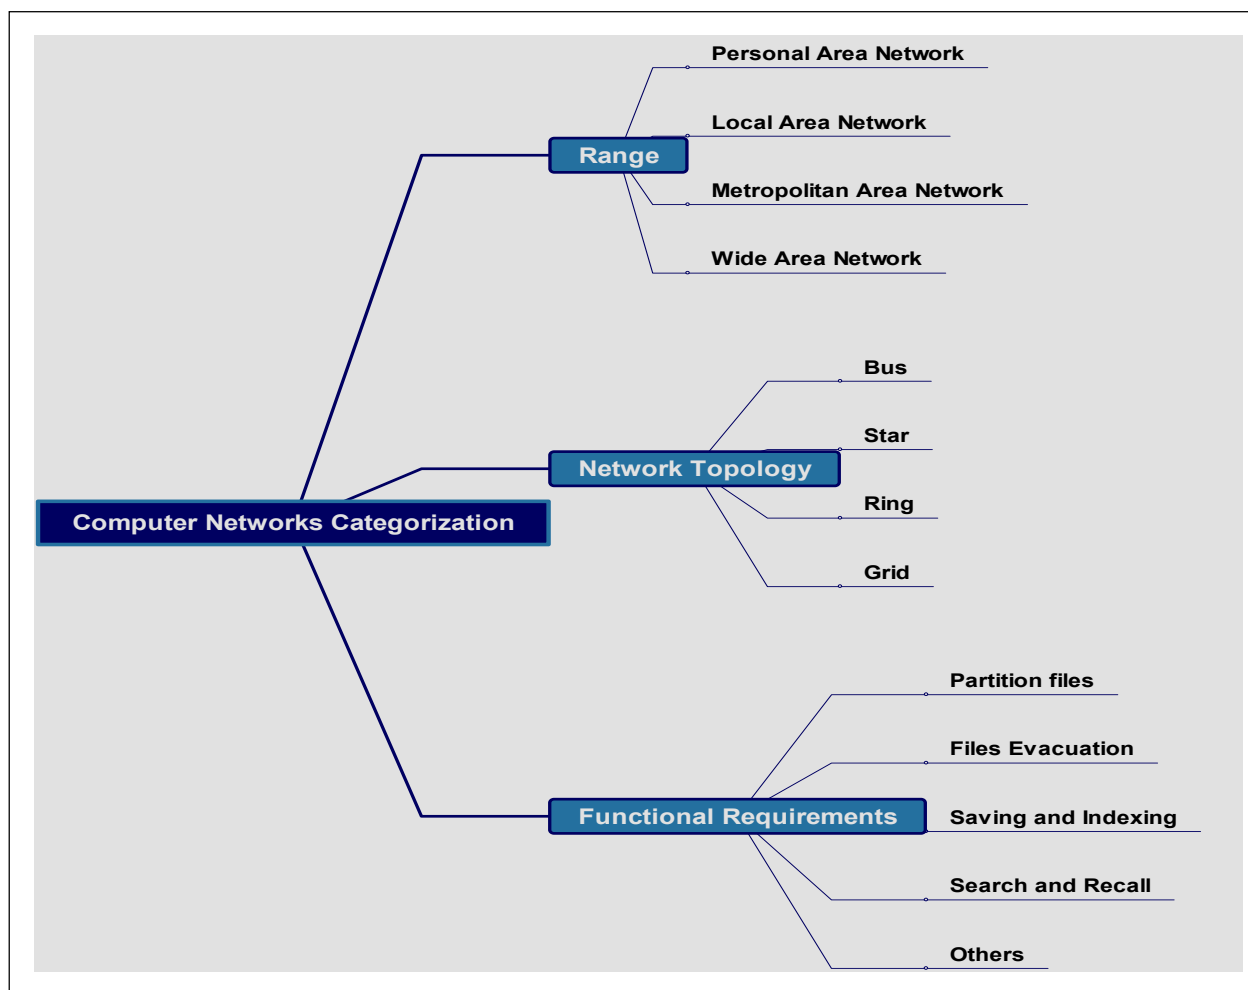 Personal Area Network
Local Area Network
Range
Metropolitan Area Network
Wide Area Network
Bus
Star
Network Topology
Ring
Computer Networks Categorization
Grid
Partition files
Files Evacuation
Functional Requirements
Saving and Indexing
Search and Recall
Others